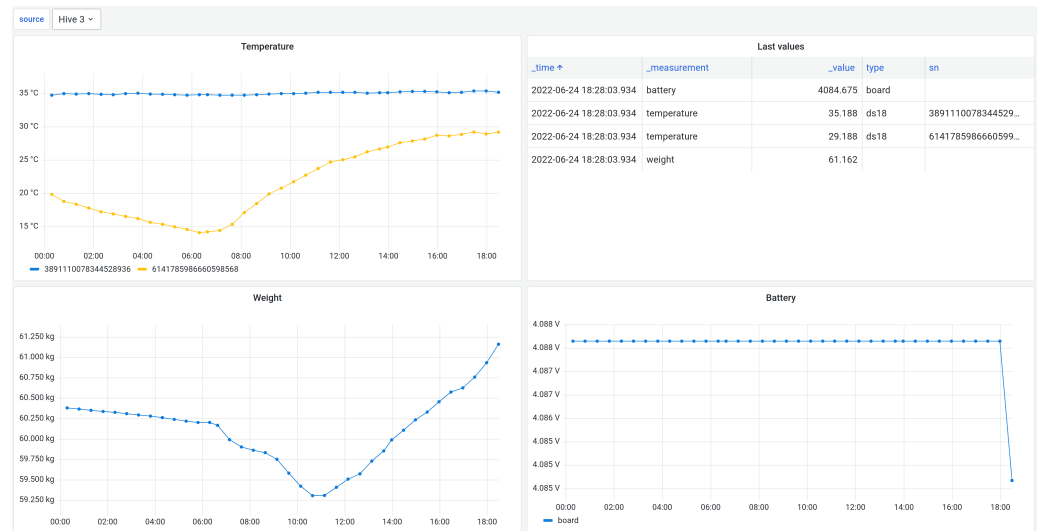 source Hive 3
Temperature
35 °C
30 °C
25 °C
20 °C
15 °C
00:00 02:00 04:00 06:00 08:00 10:00 12:00 14:00 16:00 18:00
3891110078344528936 6141785986660598568
Last values
_time _measurement _value type sn
2022-06-24 18:28:03.934 battery 4084.675 board
2022-06-24 18:28:03.934 temperature 35.188 ds18 3891110078344529…
2022-06-24 18:28:03.934 temperature 29.188 ds18 6141785986660599…
2022-06-24 18:28:03.934 weight 61.162
Weight
61.250 kg
61.000 kg
60.750 kg
60.500 kg
60.250 kg
60.000 kg
59.750 kg
59.500 kg
59.250 kg
00:00 02:00 04:00 06:00 08:00 10:00 12:00 14:00 16:00 18:00
Battery
4.088 V
4.088 V
4.087 V
4.087 V
4.086 V
4.085 V
4.085 V
4.085 V
00:00 02:00 04:00 06:00 08:00 10:00 12:00 14:00 16:00 18:00
board